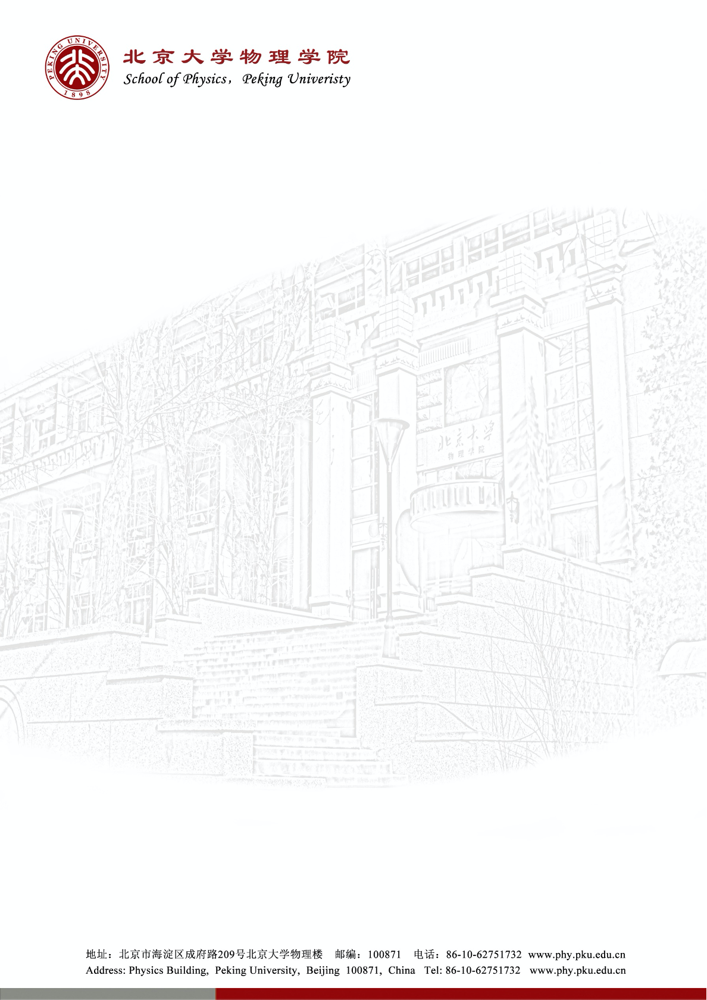 PEKING UNIVERSITY
1898
北京大学物理学院
School of Physics，Peking Univeristy
北京大学
物理学院
地址：北京市海淀区成府路209号北京大学物理楼 邮编：100871 电话：86-10-62751732 www.phy.pku.edu.cn
Address: Physics Building, Peking University, Beijing 100871, China Tel: 86-10-62751732 www.phy.pku.edu.cn